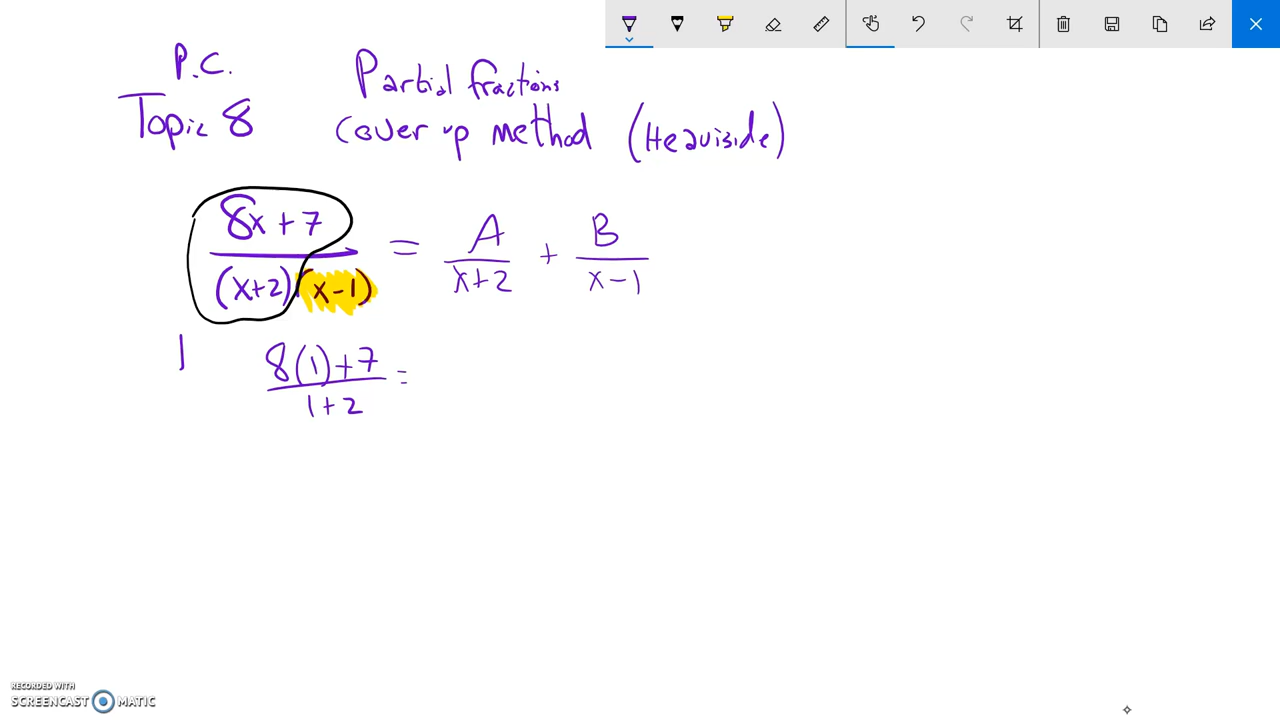 P.C.
Topic 8
Partial fractions
Cover up method (Heaviside)
8x + 7
(x+2)(x-1)
=
A
x+2
+
B
x-1
1
8(1)+7
1+2
=
RECORDED WITH
SCREENCAST MATIC